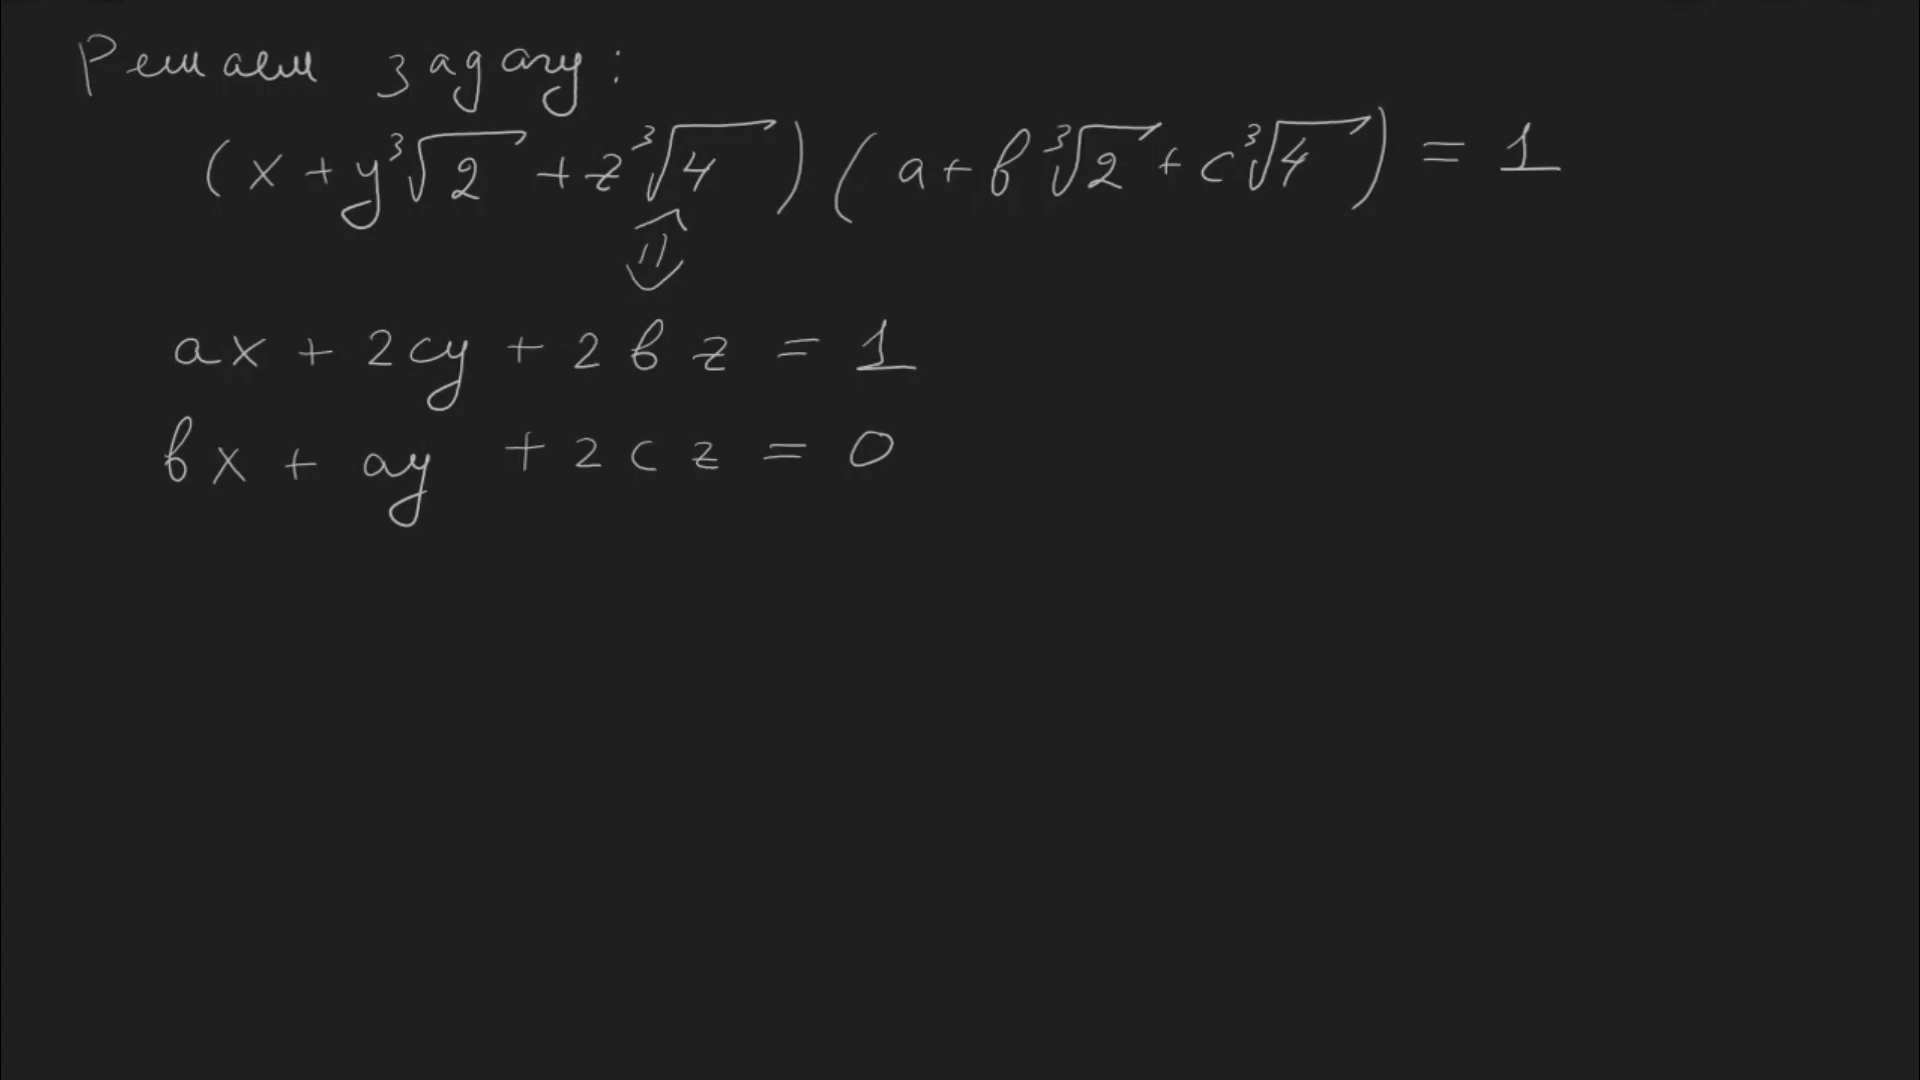 Решаем задачу:
(x + y∛2 + z∛4)(a + b∛2 + c∛4) = 1
⇕
ax + 2cy + 2bz = 1
bx + ay + 2cz = 0